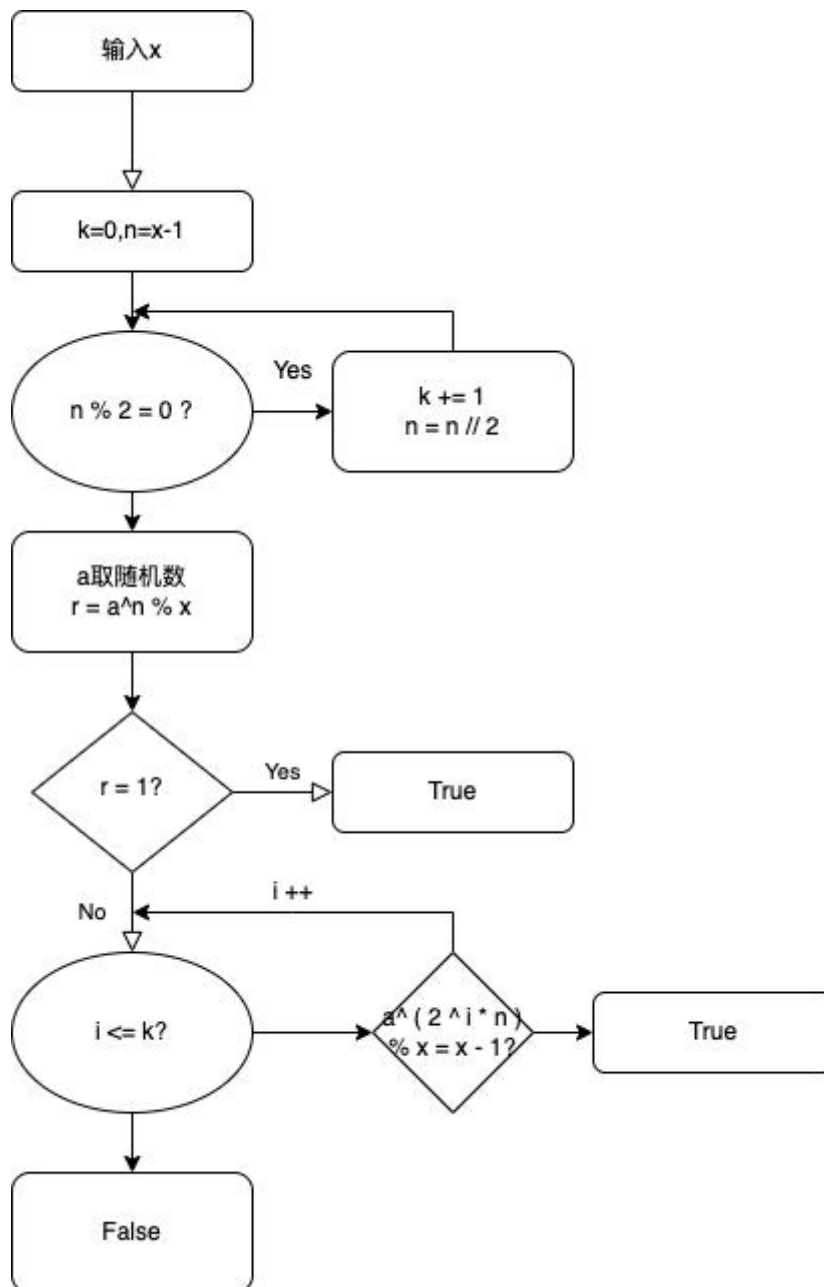 输入x
k=0,n=x-1
n % 2 = 0 ?
Yes
k += 1
n = n // 2
a取随机数
r = a^n % x
r = 1?
Yes
True
No
i ++
i <= k?
a^ ( 2 ^ i * n )
% x = x - 1?
True
False